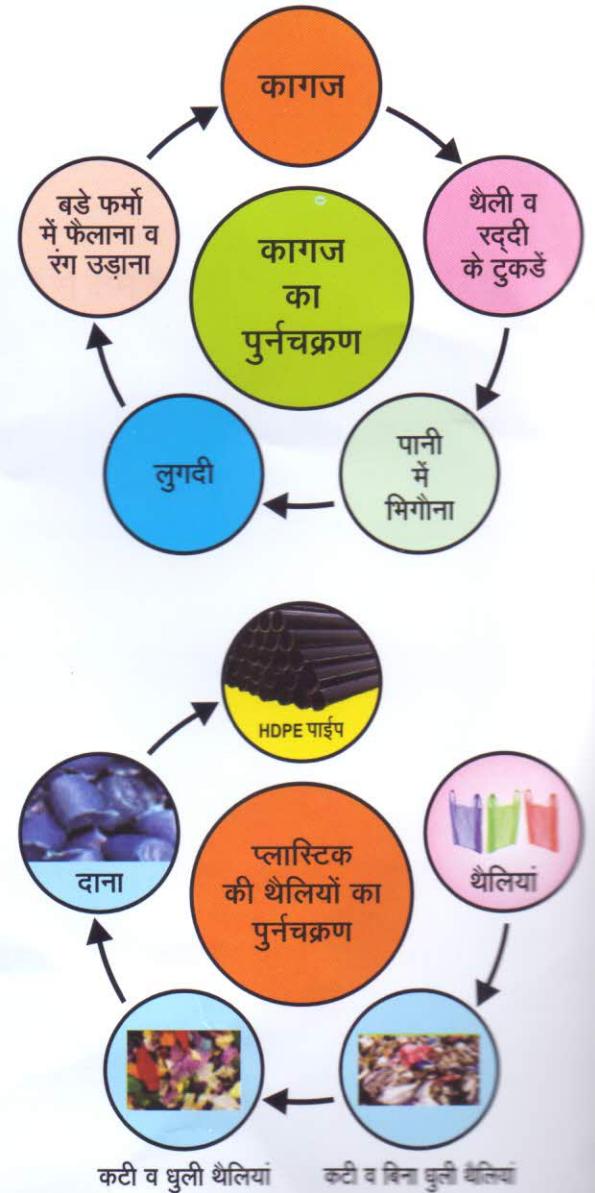 कागज
थैली व
रद्दी
के टुकडें
पानी
में
भिगौना
लुगदी
बडे फर्मो
में फैलाना व
रंग उड़ाना
कागज
का
पुर्नचक्रण
HDPE पाईप
थैलियां
कटी व बिना धुली थैलियां
कटी व धुली थैलियां
दाना
प्लास्टिक
की थैलियों का
पुर्नचक्रण